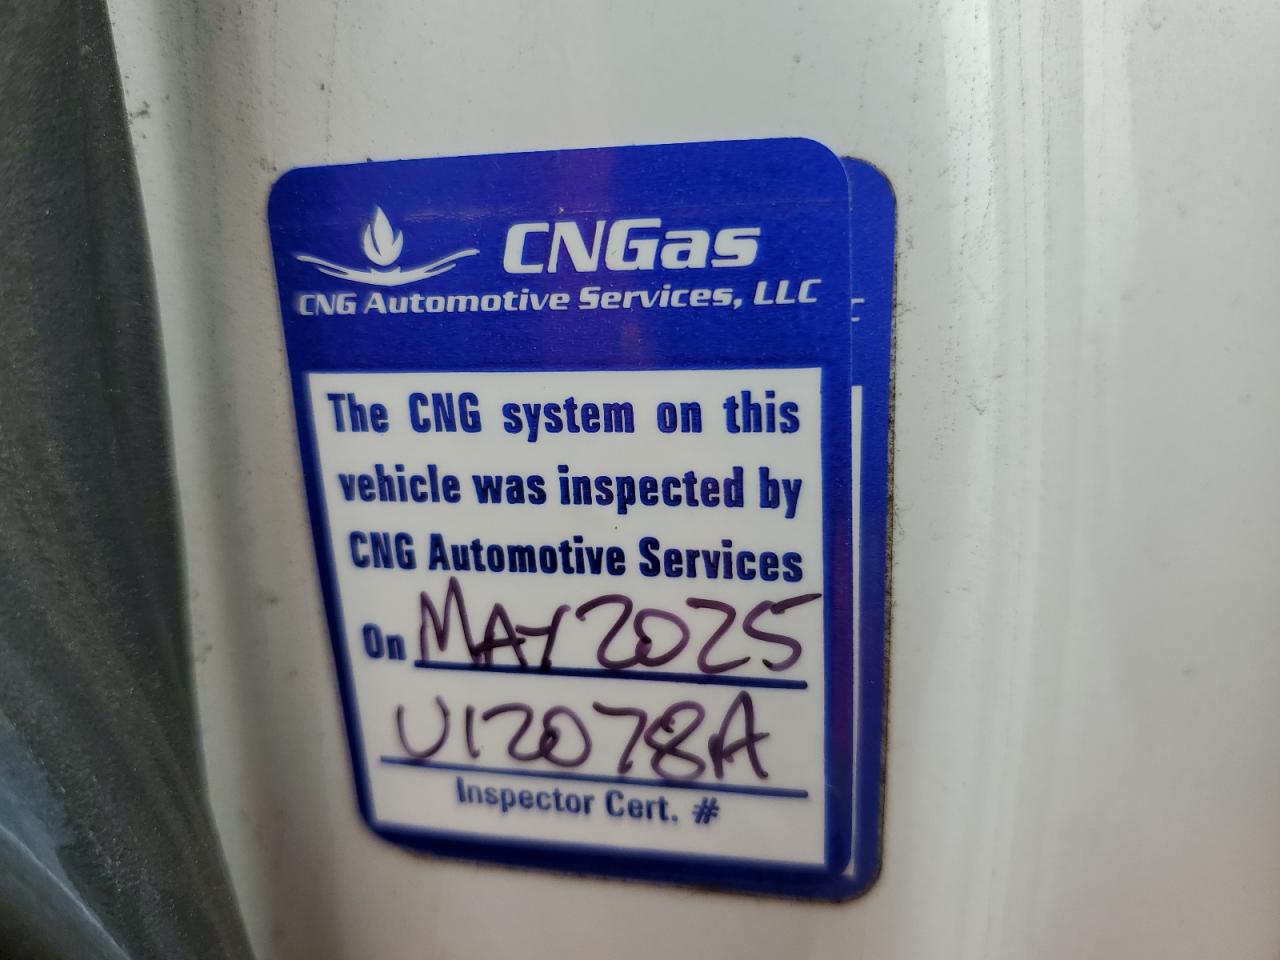 CNGas
CNG Automotive Services, LLC
The CNG system on this
vehicle was inspected by
CNG Automotive Services
On MAY 2025
U12078A
Inspector Cert. #